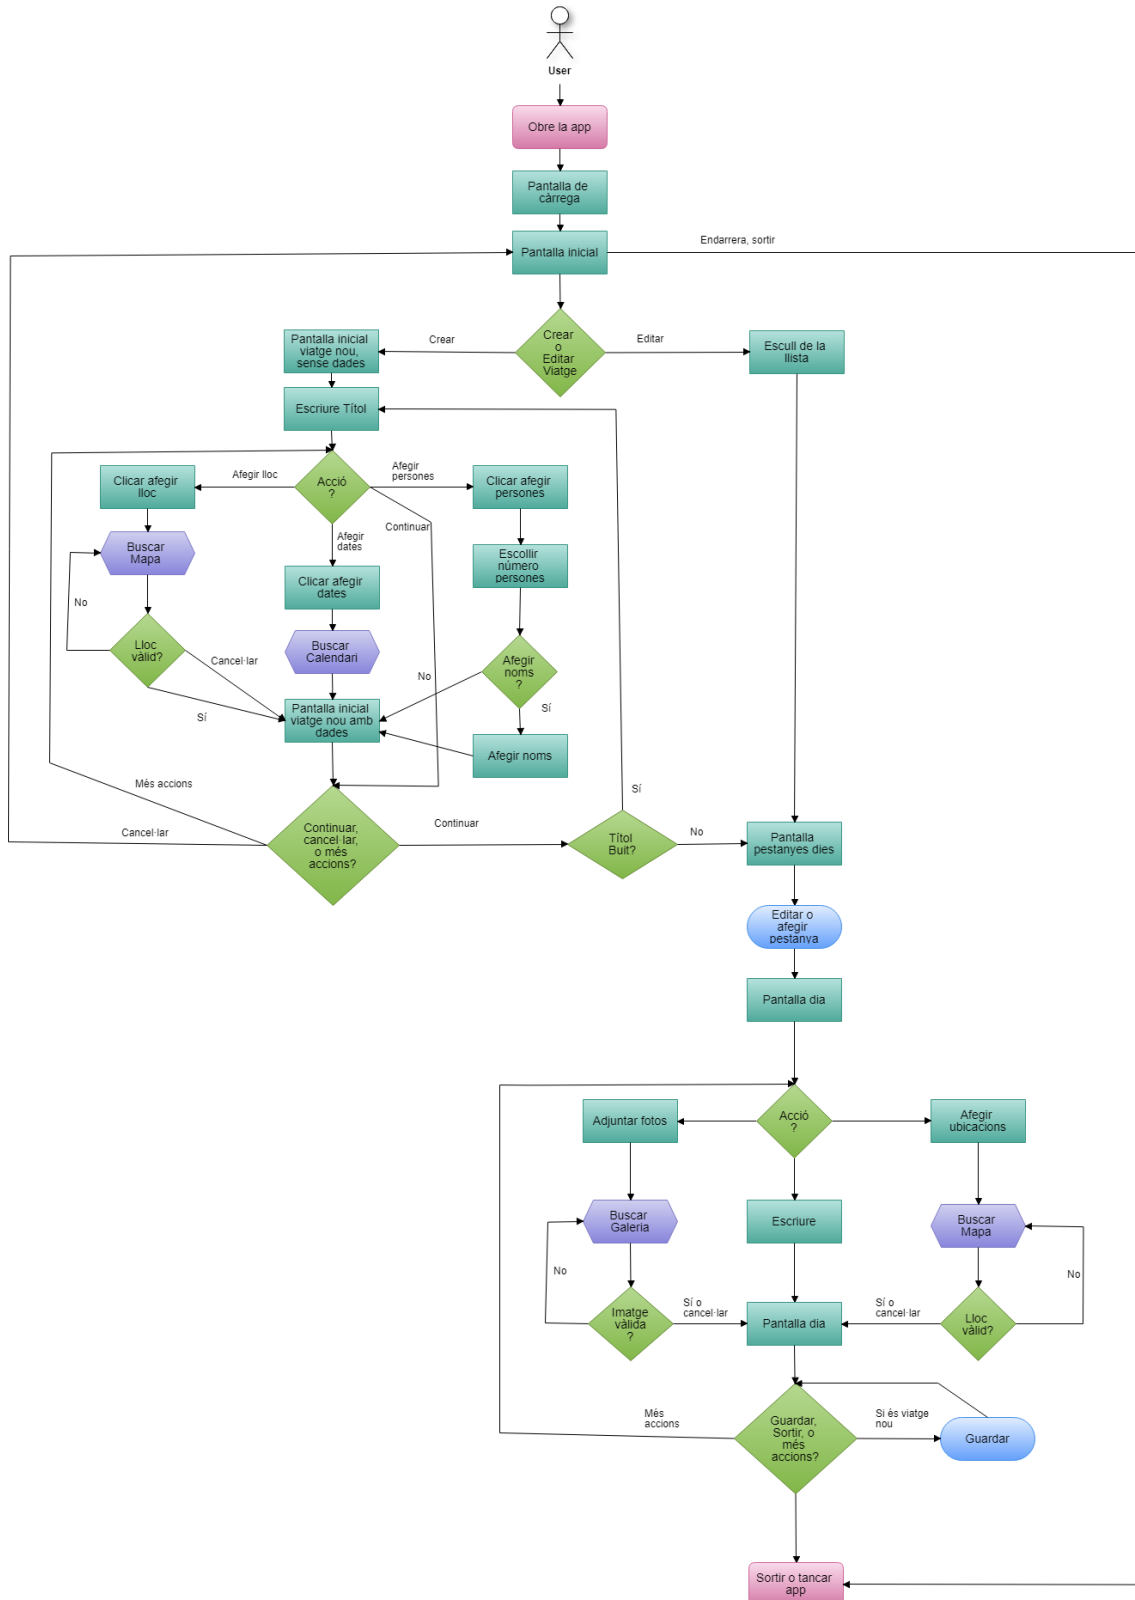 User
Obre la app
Pantalla de
càrrega
Pantalla inicial
Endarrera, sortir
Crear
o
Editar
Viatge
Crear
Editar
Pantalla inicial
viatge nou,
sense dades
Escull de la
llista
Escriure Títol
Acció
?
Afegir lloc
Afegir
persones
Continuar
Afegir
dates
Clicar afegir
lloc
Clicar afegir
persones
Buscar
Mapa
Escollir
número
persones
Clicar afegir
dates
No
Lloc
vàlid?
Cancel·lar
Sí
Buscar
Calendari
Afegir
noms
?
No
Sí
Pantalla inicial
viatge nou amb
dades
Afegir noms
Més accions
Cancel·lar
Continuar,
cancel·lar,
o més
accions?
Continuar
Sí
Títol
Buit?
No
Pantalla
pestanyes dies
Editar o
afegir
pestanya
Pantalla dia
Acció
?
Adjuntar fotos
Afegir
ubicacions
Buscar
Galeria
Escriure
Buscar
Mapa
No
No
Imatge
vàlida
?
Sí o
cancel·lar
Pantalla dia
Sí o
cancel·lar
Lloc
vàlid?
Més
accions
Guardar,
Sortir, o
més
accions?
Si és viatge
nou
Guardar
Sortir o tancar
app